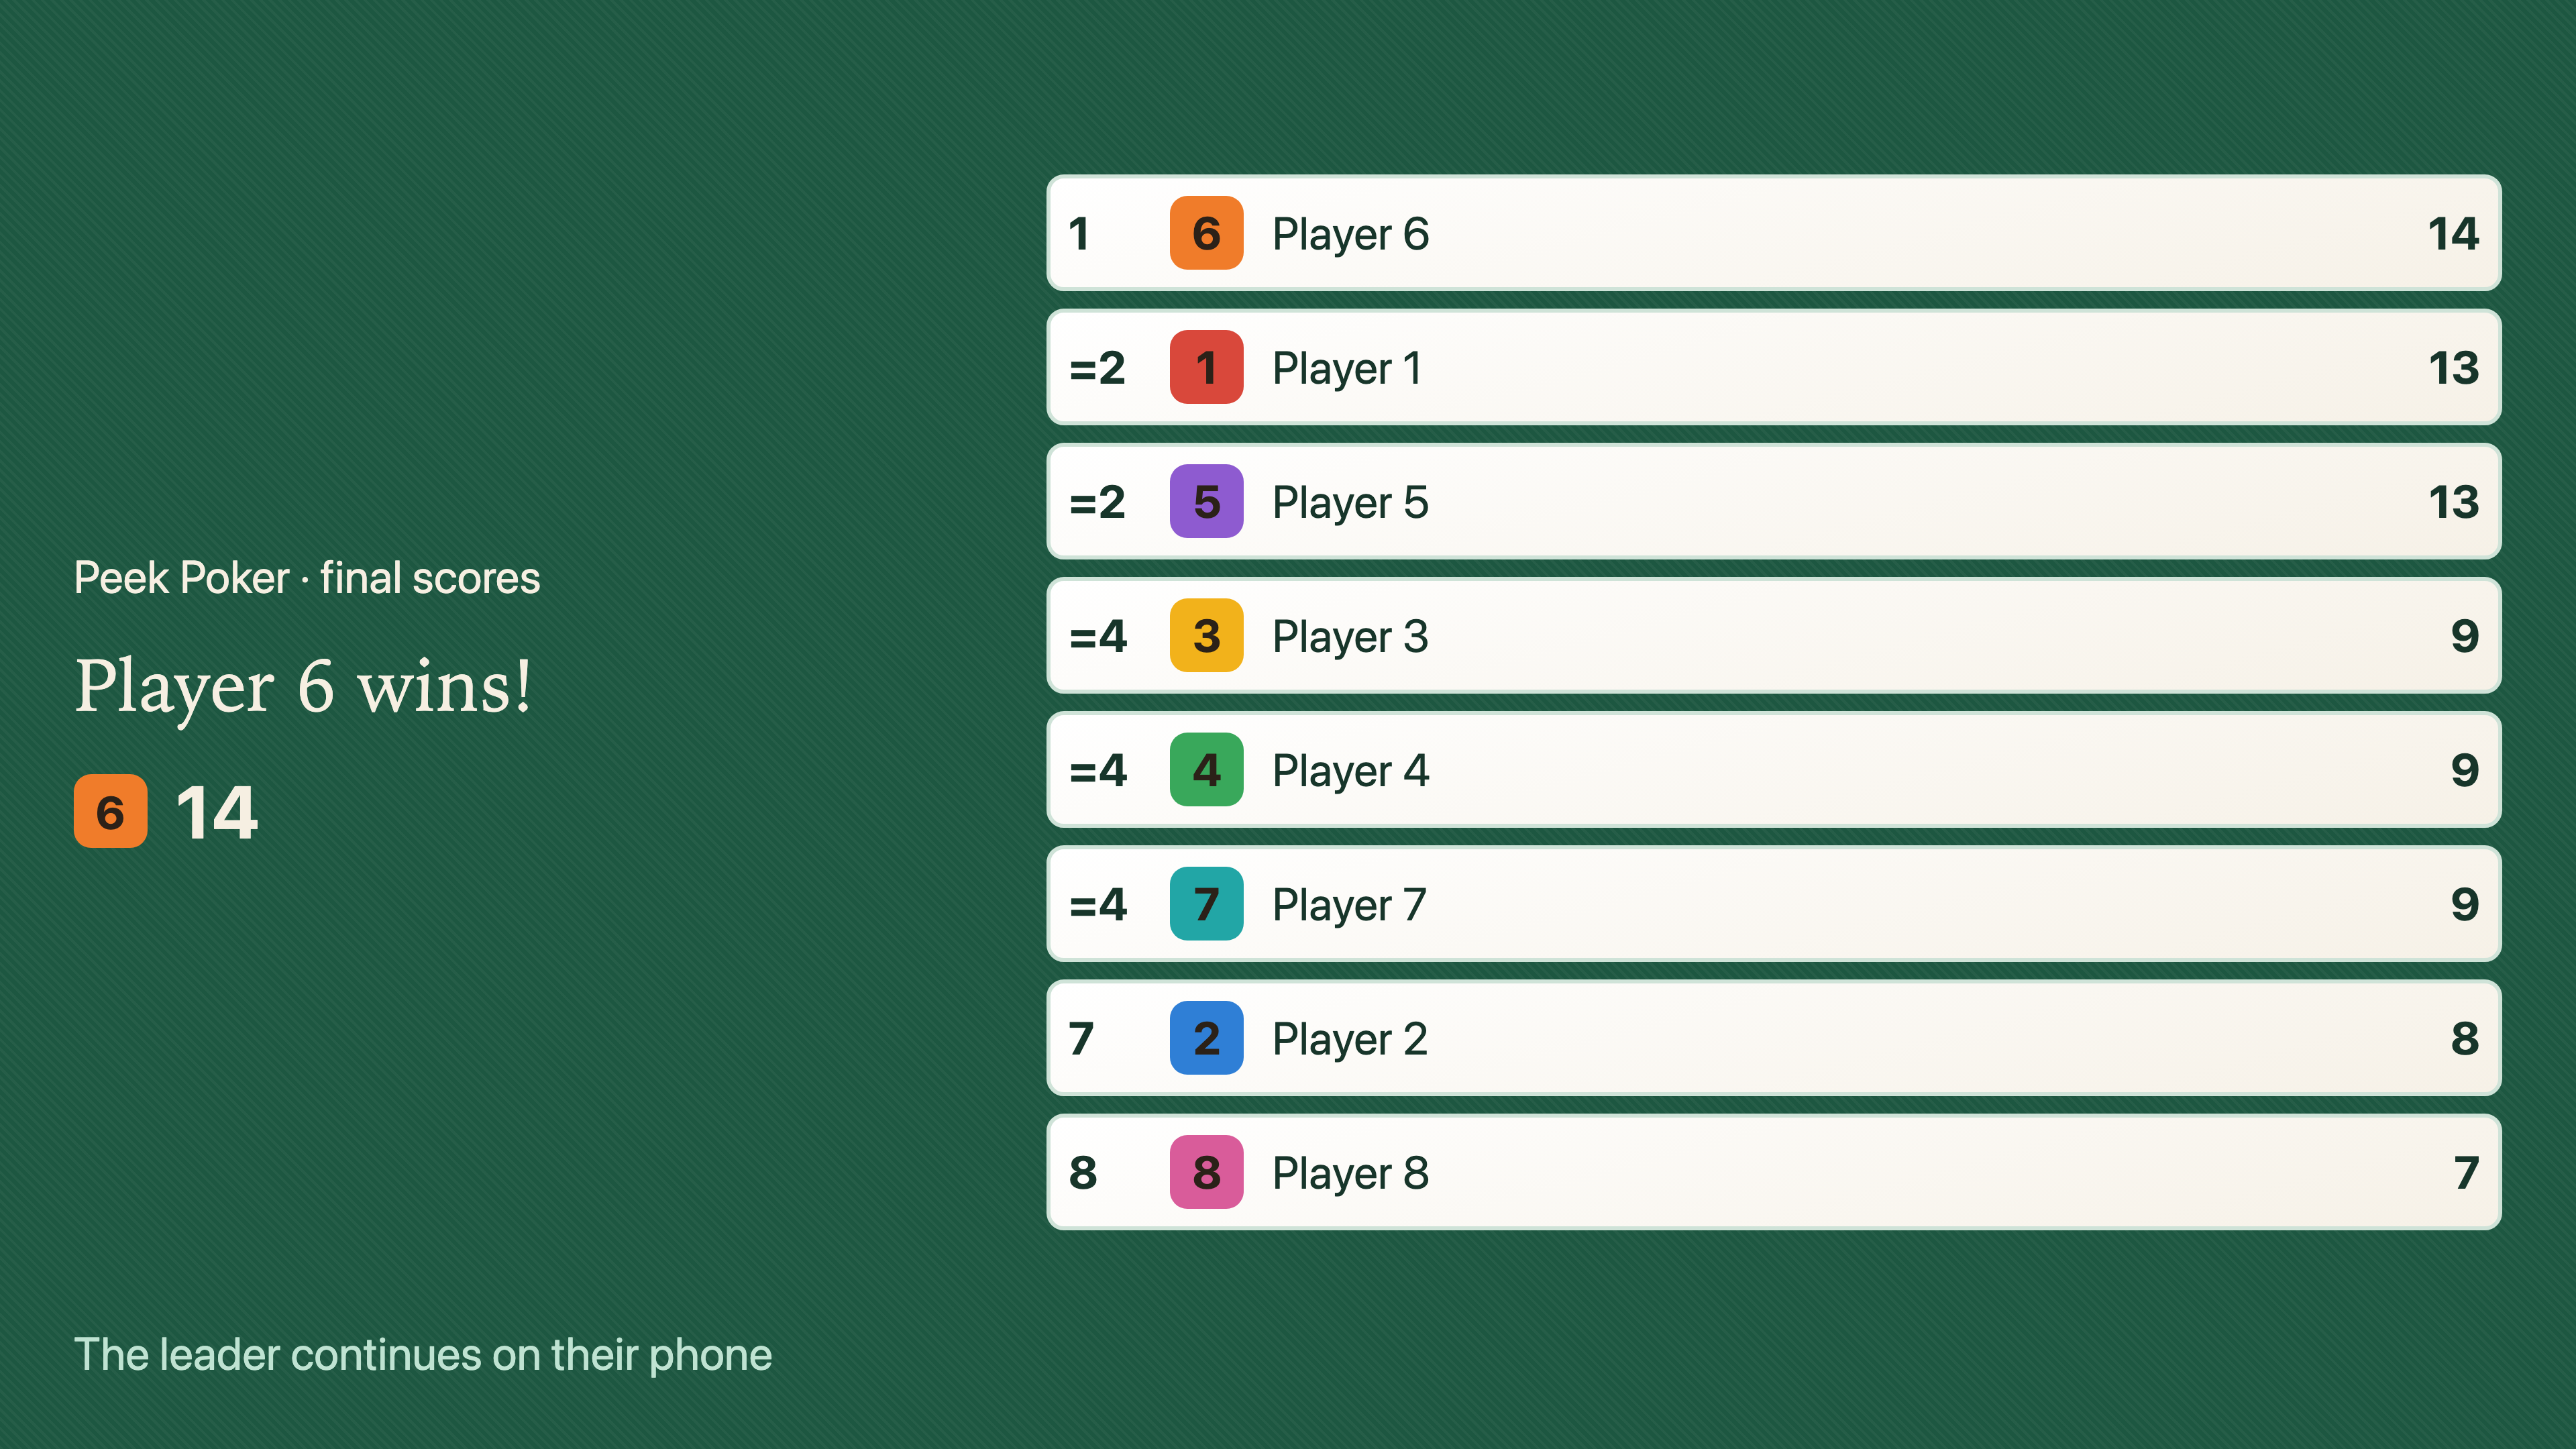 Peek Poker · final scores
Player 6 wins!
6 14
The leader continues on their phone
1 6 Player 6 14
=2 1 Player 1 13
=2 5 Player 5 13
=4 3 Player 3 9
=4 4 Player 4 9
=4 7 Player 7 9
7 2 Player 2 8
8 8 Player 8 7